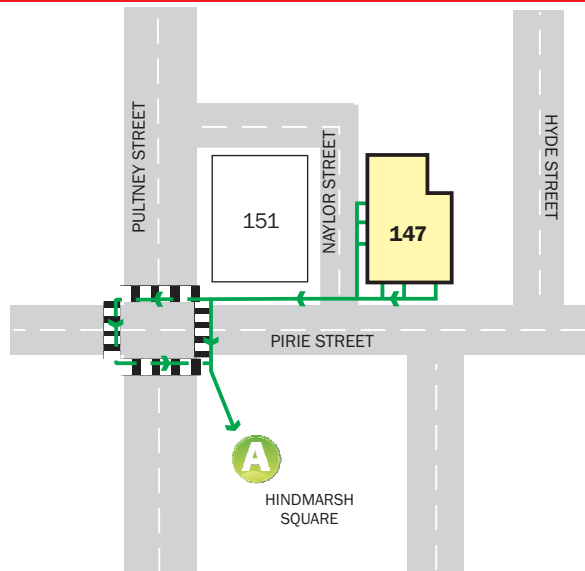 PULTNEY STREET
NAYLOR STREET
HYDE STREET
151
147
PIRIE STREET
A
HINDMARSH
SQUARE